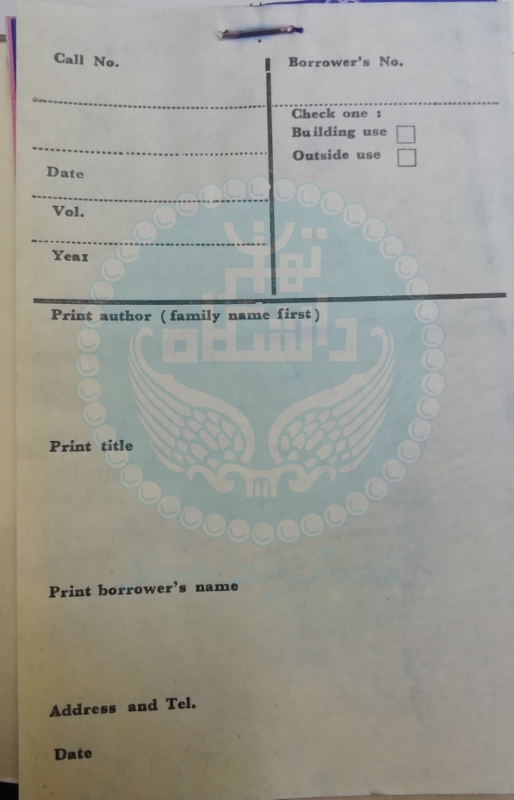 Call No.
Borrower's No.
Check one :
Building use
Outside use
Date
Vol.
Year
تهران
دانشگاه
Print author (family name first)
Print title
Print borrower's name
Address and Tel.
Date